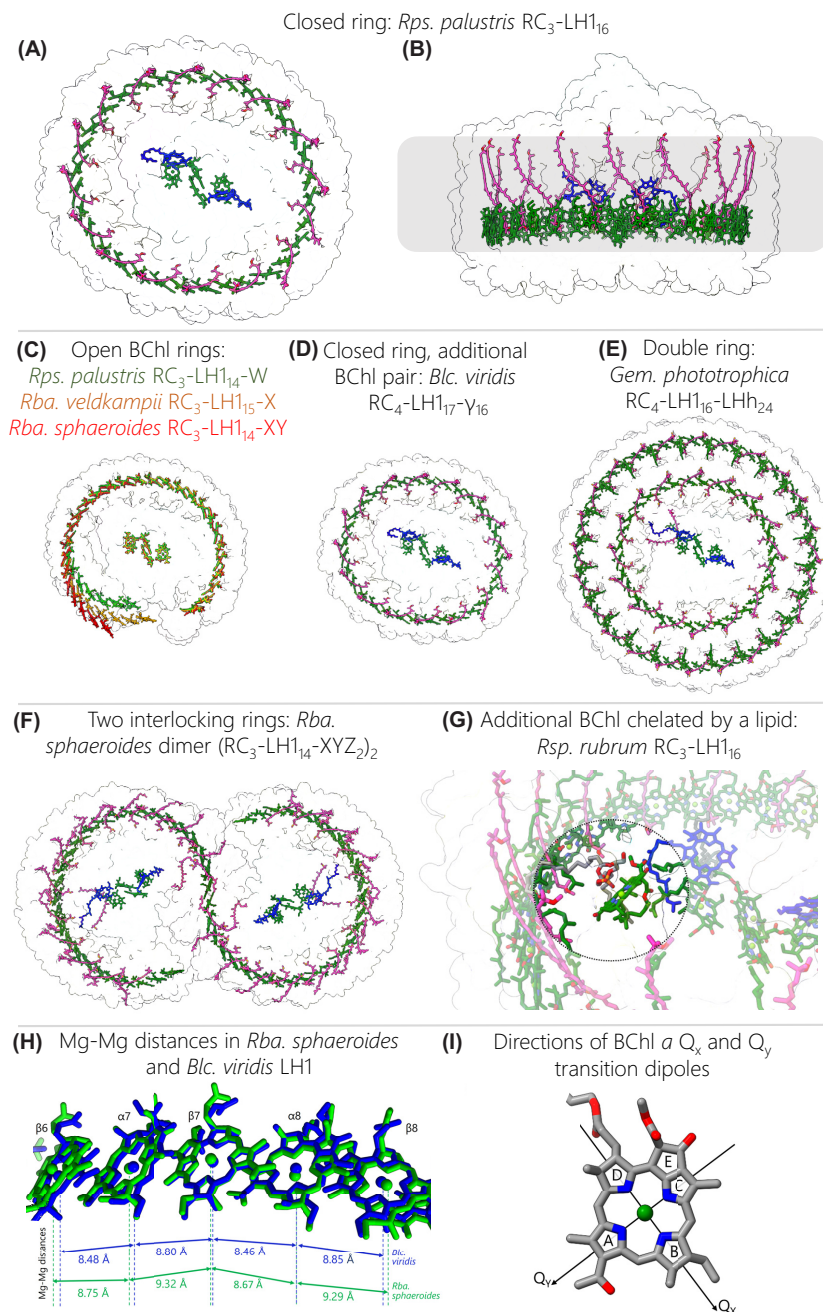 Closed ring: Rps. palustris RC₃-LH1₁₆
(A)
(B)
(C) Open BChl rings:
Rps. palustris RC₃-LH1₁₄-W
Rba. veldkampii RC₃-LH1₁₅-X
Rba. sphaeroides RC₃-LH1₁₄-XY
(D) Closed ring, additional
BChl pair: Blc. viridis
RC₄-LH1₁₇-γ₁₆
(E) Double ring:
Gem. phototrophica
RC₄-LH1₁₆-LHh₂₄
(F) Two interlocking rings: Rba.
sphaeroides dimer (RC₃-LH1₁₄-XYZ₂)₂
(G) Additional BChl chelated by a lipid:
Rsp. rubrum RC₃-LH1₁₆
(H) Mg-Mg distances in Rba. sphaeroides
and Blc. viridis LH1
β6
α7
β7
α8
β8
Mg-Mg distances
8.48 Å
8.80 Å
8.46 Å
8.85 Å
Blc.
viridis
8.75 Å
9.32 Å
8.67 Å
9.29 Å
Rba.
sphaeroides
(I) Directions of BChl a Qₓ and Qᵧ
transition dipoles
E
D
C
A
B
Q_Y
Q_X